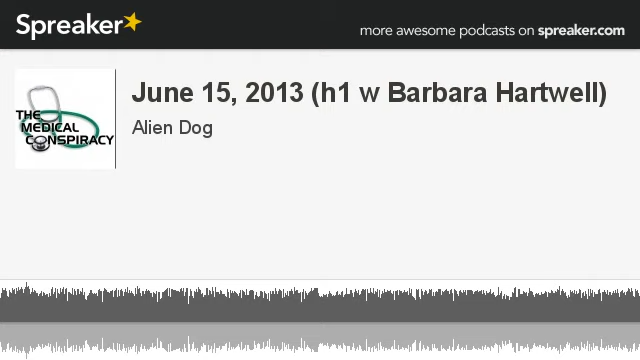 Spreaker
more awesome podcasts on spreaker.com
THE
MEDICAL
CONSPIRACY
June 15, 2013 (h1 w Barbara Hartwell)
Alien Dog